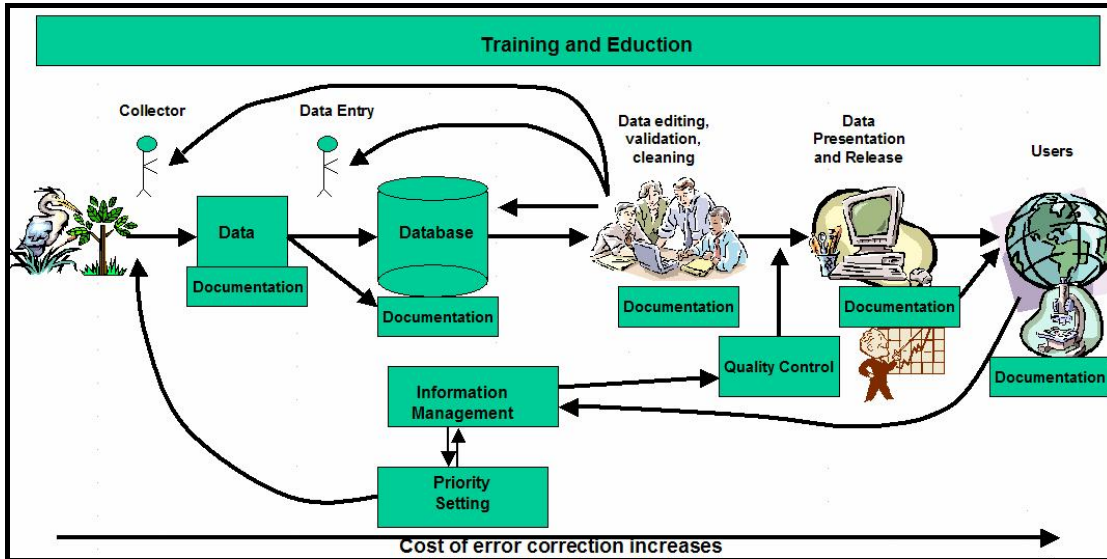 Training and Eduction
Collector
Data Entry
Data editing,
validation,
cleaning
Data
Presentation
and Release
Users
Data
Database
Documentation
Documentation
Documentation
Documentation
Documentation
Quality Control
Information
Management
Priority
Setting
Cost of error correction increases